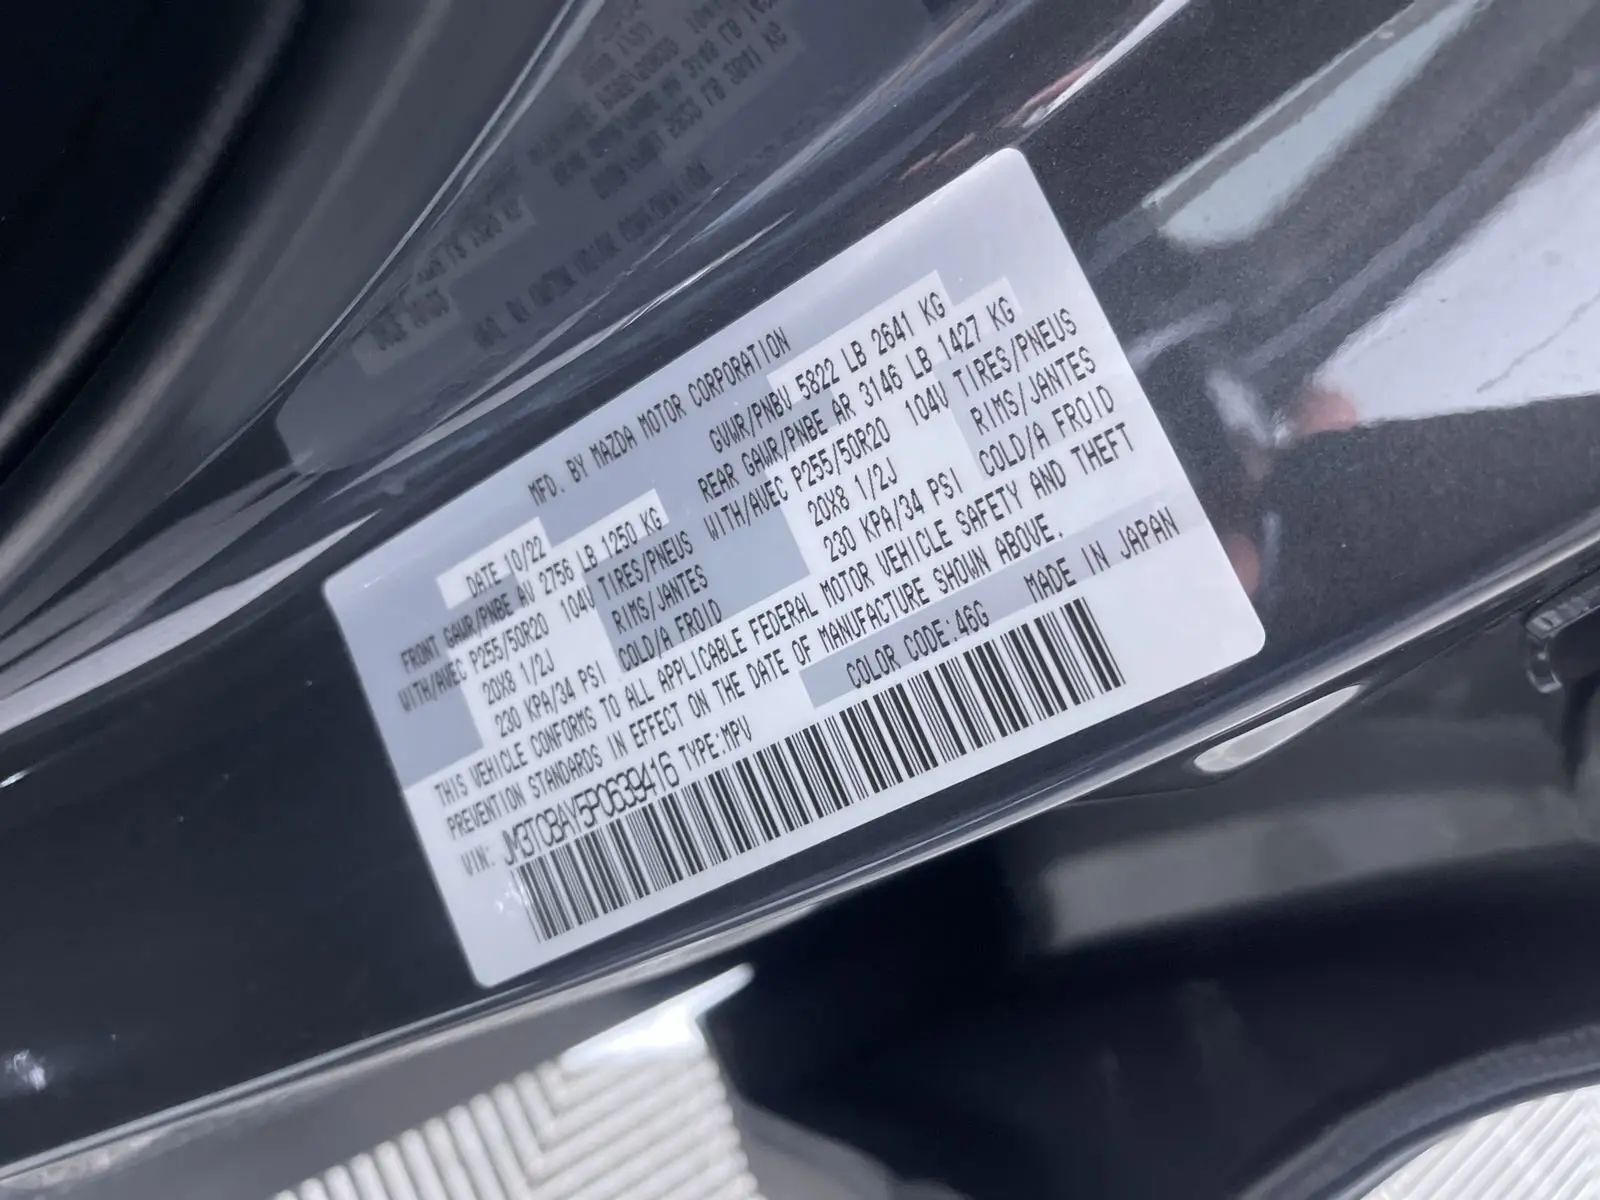 MFD. BY MAZDA MOTOR CORPORATION
DATE 10/22 GVWR/PNBV 5822 LB 2641 KG
FRONT GAWR/PNBE AV 2756 LB 1250 KG REAR GAWR/PNBE AR 3146 LB 1427 KG
WITH/AVEC P255/50R20 104V TIRES/PNEUS WITH/AVEC P255/50R20 104V TIRES/PNEUS
20X8 1/2J RIMS/JANTES 20X8 1/2J RIMS/JANTES
230 KPA/34 PSI COLD/A FROID 230 KPA/34 PSI COLD/A FROID
THIS VEHICLE CONFORMS TO ALL APPLICABLE FEDERAL MOTOR VEHICLE SAFETY AND THEFT
PREVENTION STANDARDS IN EFFECT ON THE DATE OF MANUFACTURE SHOWN ABOVE.
VIN: JM3TCBAY5P0639416 TYPE:MPV COLOR CODE:46G MADE IN JAPAN